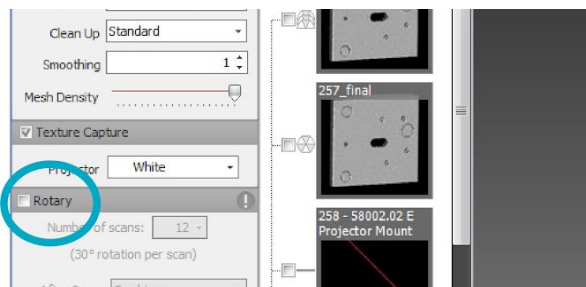 Clean Up Standard
Smoothing 1
Mesh Density
Texture Capture
Projector White
Rotary
Number of scans: 12
(30° rotation per scan)
257_final
258 - 58002.02 E
Projector Mount